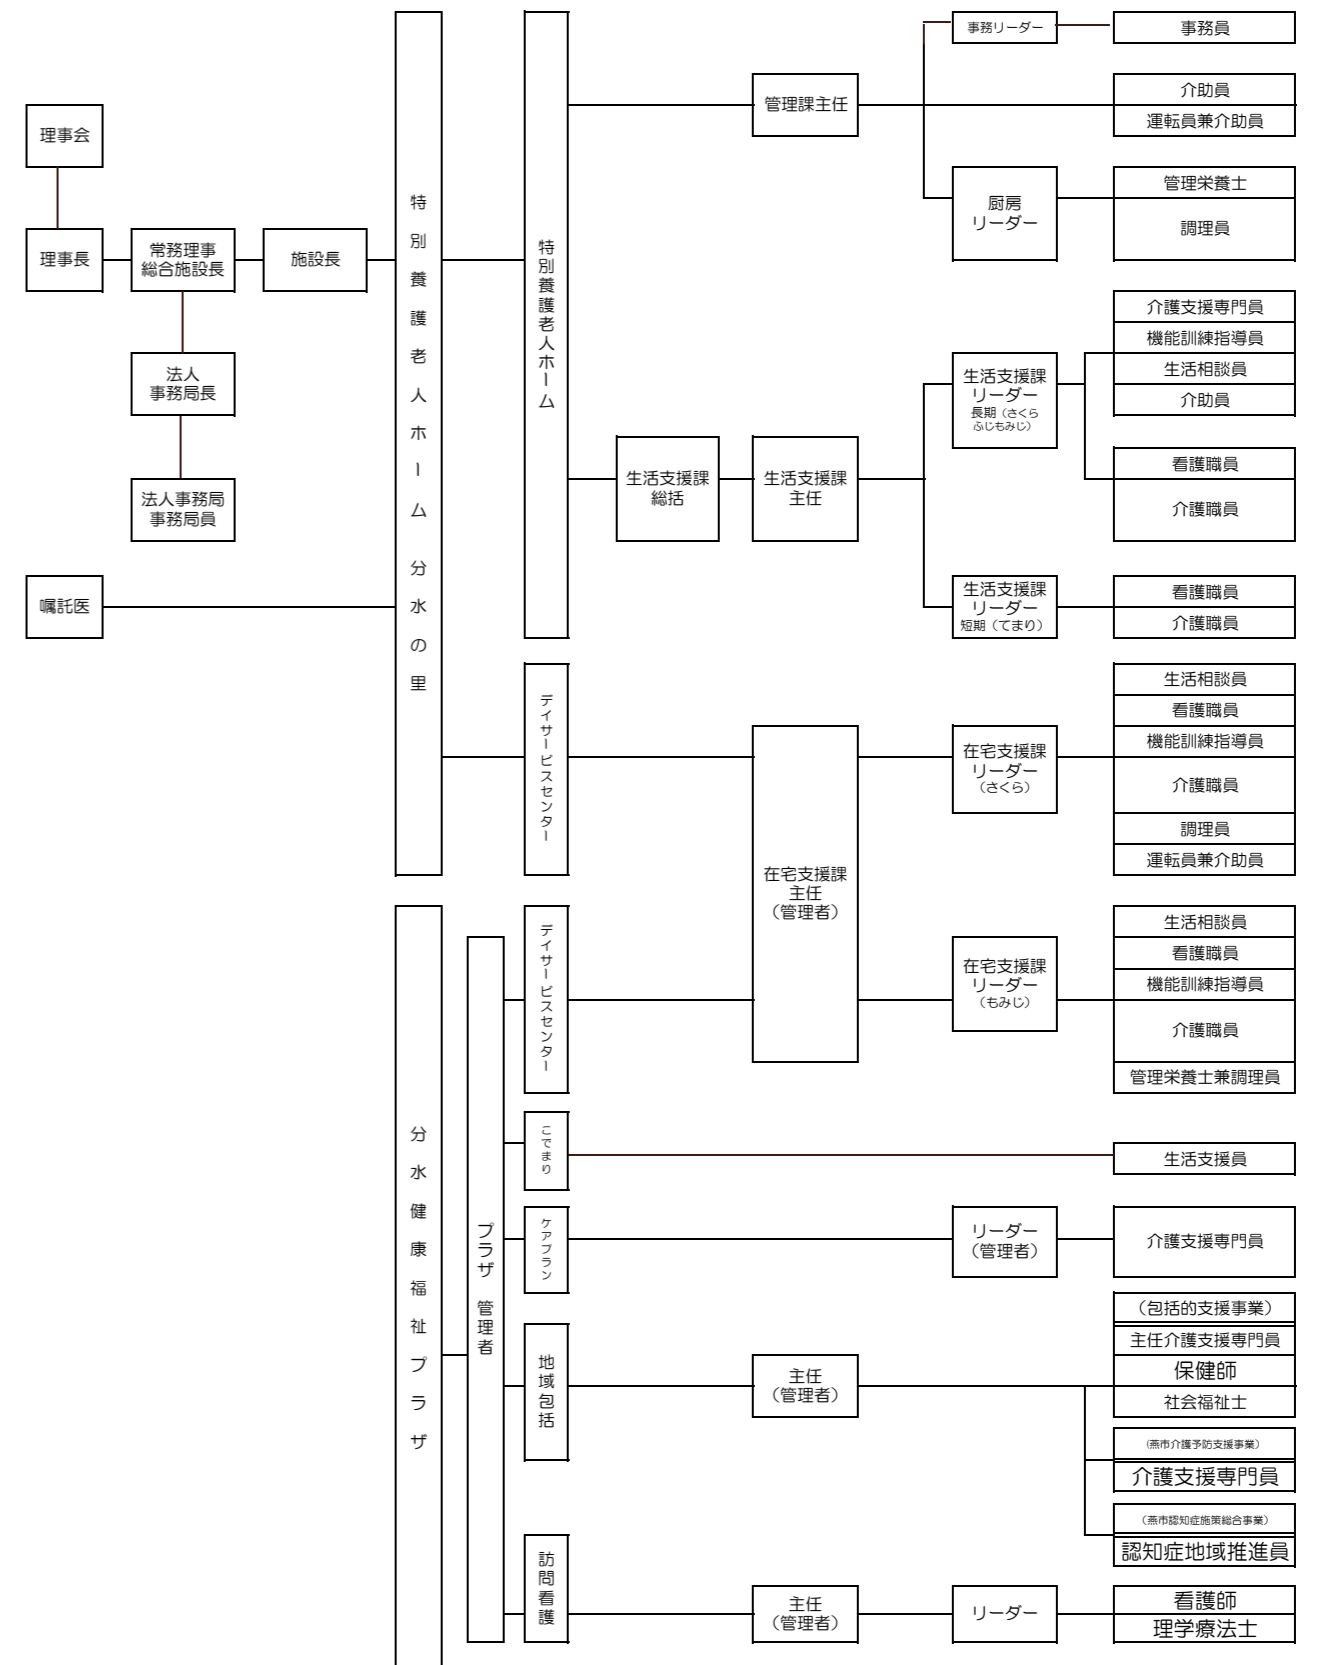 理事会
理事長
常務理事
総合施設長
施設長
法人
事務局長
法人事務局
事務局員
嘱託医
特別養護老人ホーム 分水の里
特別養護老人ホーム
管理課主任
事務リーダー
事務員
介助員
運転員兼介助員
厨房
リーダー
管理栄養士
調理員
生活支援課
総括
生活支援課
主任
生活支援課
リーダー
長期（さくら
ふじもみじ）
介護支援専門員
機能訓練指導員
生活相談員
介助員
看護職員
介護職員
生活支援課
リーダー
短期（てまり）
看護職員
介護職員
デイサービスセンター
在宅支援課
主任
（管理者）
在宅支援課
リーダー
（さくら）
生活相談員
看護職員
機能訓練指導員
介護職員
調理員
運転員兼介助員
分水健康福祉プラザ
プラザ 管理者
デイサービスセンター
在宅支援課
リーダー
（もみじ）
生活相談員
看護職員
機能訓練指導員
介護職員
管理栄養士兼調理員
こでまり
生活支援員
ケアプラン
リーダー
（管理者）
介護支援専門員
地域包括
主任
（管理者）
（包括的支援事業）
主任介護支援専門員
保健師
社会福祉士
（燕市介護予防支援事業）
介護支援専門員
（燕市認知症施策総合事業）
認知症地域推進員
訪問看護
主任
（管理者）
リーダー
看護師
理学療法士